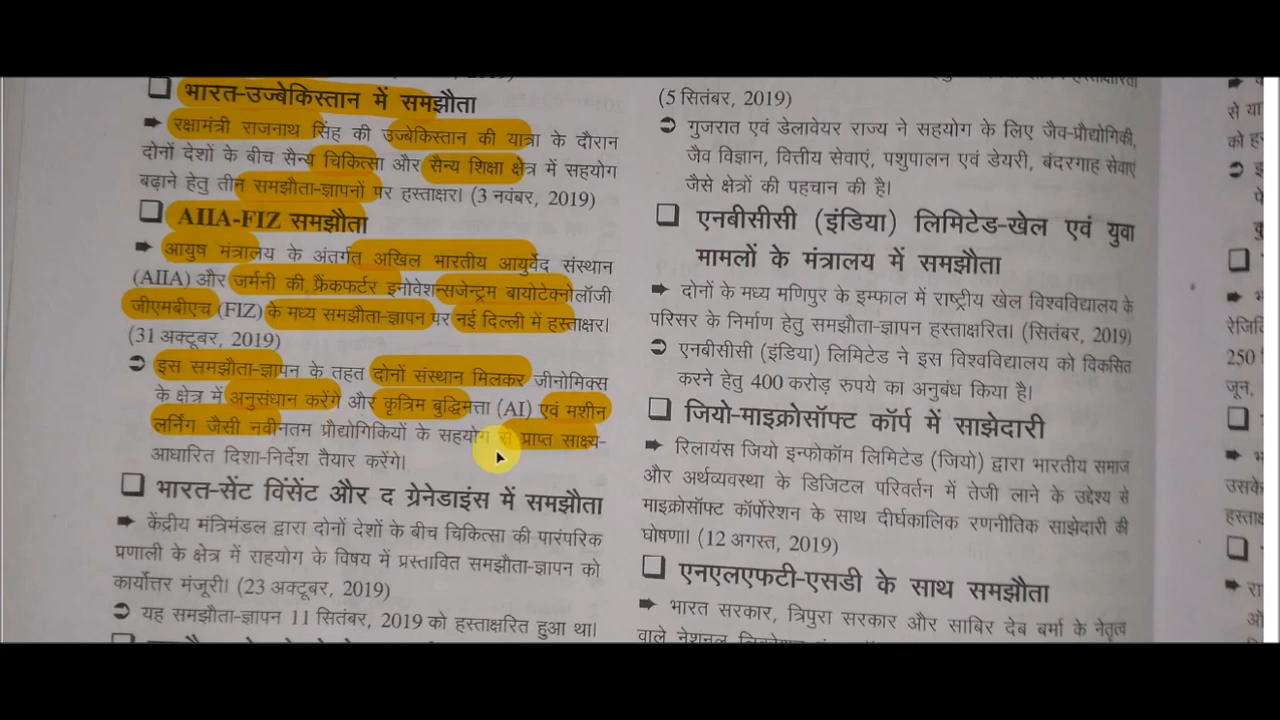 ❑ भारत-उज्बेकिस्तान में समझौता
➡ रक्षामंत्री राजनाथ सिंह की उज्बेकिस्तान की यात्रा के दौरान
दोनों देशों के बीच सैन्य चिकित्सा और सैन्य शिक्षा क्षेत्र में सहयोग
बढ़ाने हेतु तीन समझौता-ज्ञापनों पर हस्ताक्षर। (3 नवंबर, 2019)
❑ AIIA-FIZ समझौता
➡ आयुष मंत्रालय के अंतर्गत अखिल भारतीय आयुर्वेद संस्थान
(AIIA) और जर्मनी की फ्रैंकफर्टर इनोवेशन्सजेन्ट्रम बायोटेक्नोलॉजी
जीएमबीएच (FIZ) के मध्य समझौता-ज्ञापन पर नई दिल्ली में हस्ताक्षर।
(31 अक्टूबर, 2019)
➲ इस समझौता-ज्ञापन के तहत दोनों संस्थान मिलकर जीनोमिक्स
के क्षेत्र में अनुसंधान करेंगे और कृत्रिम बुद्धिमत्ता (AI) एवं मशीन
लर्निंग जैसी नवीनतम प्रौद्योगिकियों के सहयोग से प्राप्त साक्ष्य-
आधारित दिशा-निर्देश तैयार करेंगे।
❑ भारत-सेंट विंसेंट और द ग्रेनेडाइंस में समझौता
➡ केंद्रीय मंत्रिमंडल द्वारा दोनों देशों के बीच चिकित्सा की पारंपरिक
प्रणाली के क्षेत्र में सहयोग के विषय में प्रस्तावित समझौता-ज्ञापन को
कार्योत्तर मंजूरी। (23 अक्टूबर, 2019)
➲ यह समझौता-ज्ञापन 11 सितंबर, 2019 को हस्ताक्षरित हुआ था।
(5 सितंबर, 2019)
➲ गुजरात एवं डेलावेयर राज्य ने सहयोग के लिए जैव-प्रौद्योगिकी,
जैव विज्ञान, वित्तीय सेवाएं, पशुपालन एवं डेयरी, बंदरगाह सेवाएं
जैसे क्षेत्रों की पहचान की है।
❑ एनबीसीसी (इंडिया) लिमिटेड-खेल एवं युवा
मामलों के मंत्रालय में समझौता
➡ दोनों के मध्य मणिपुर के इम्फाल में राष्ट्रीय खेल विश्वविद्यालय के
परिसर के निर्माण हेतु समझौता-ज्ञापन हस्ताक्षरित। (सितंबर, 2019)
➲ एनबीसीसी (इंडिया) लिमिटेड ने इस विश्वविद्यालय को विकसित
करने हेतु 400 करोड़ रुपये का अनुबंध किया है।
❑ जियो-माइक्रोसॉफ्ट कॉर्प में साझेदारी
➡ रिलायंस जियो इन्फोकॉम लिमिटेड (जियो) द्वारा भारतीय समाज
और अर्थव्यवस्था के डिजिटल परिवर्तन में तेजी लाने के उद्देश्य से
माइक्रोसॉफ्ट कॉर्पोरेशन के साथ दीर्घकालिक रणनीतिक साझेदारी की
घोषणा। (12 अगस्त, 2019)
❑ एनएलएफटी-एसडी के साथ समझौता
➡ भारत सरकार, त्रिपुरा सरकार और साबिर देब बर्मा के नेतृत्व
वाले नेशनल
से या
को ह
रेजि
250
जून,
उसके
हस्ता
➡ रा